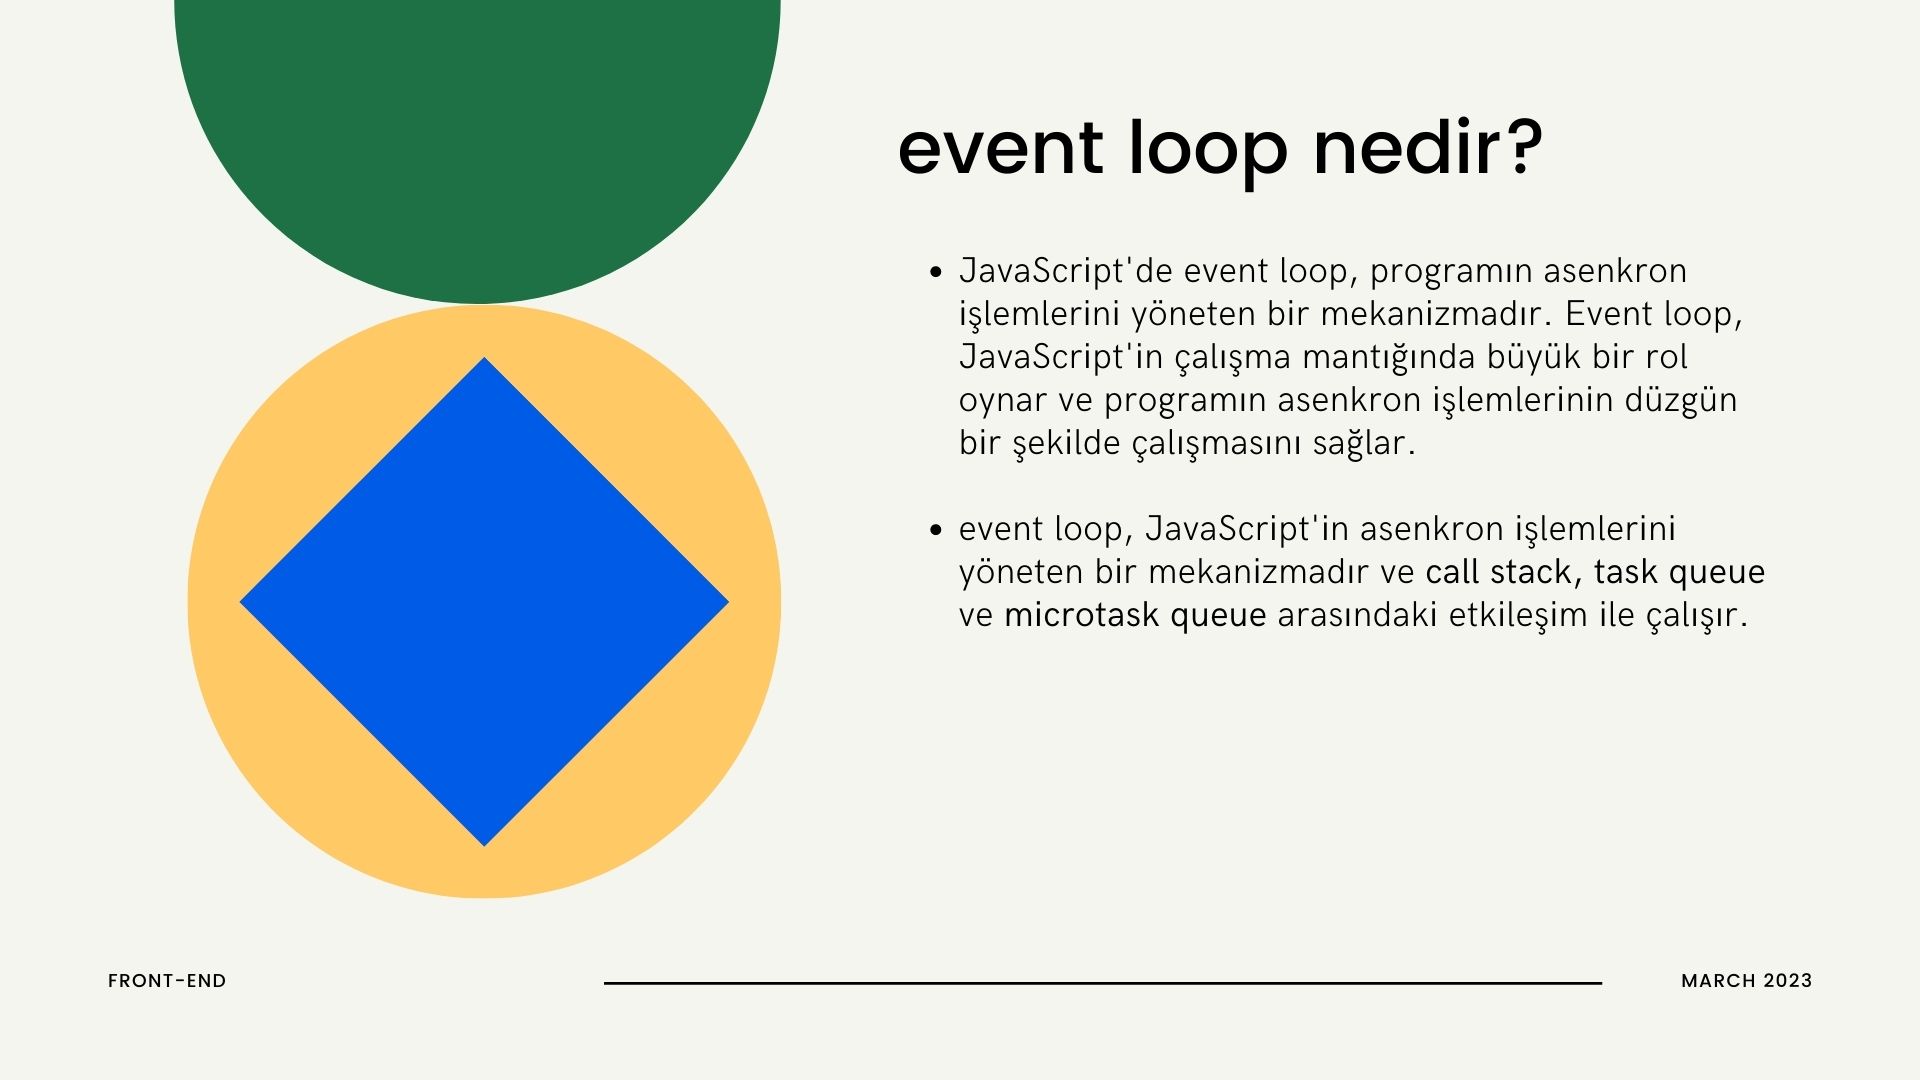 event loop nedir?
• JavaScript'de event loop, programın asenkron
işlemlerini yöneten bir mekanizmadır. Event loop,
JavaScript'in çalışma mantığında büyük bir rol
oynar ve programın asenkron işlemlerinin düzgün
bir şekilde çalışmasını sağlar.
• event loop, JavaScript'in asenkron işlemlerini
yöneten bir mekanizmadır ve call stack, task queue
ve microtask queue arasındaki etkileşim ile çalışır.
FRONT-END
MARCH 2023